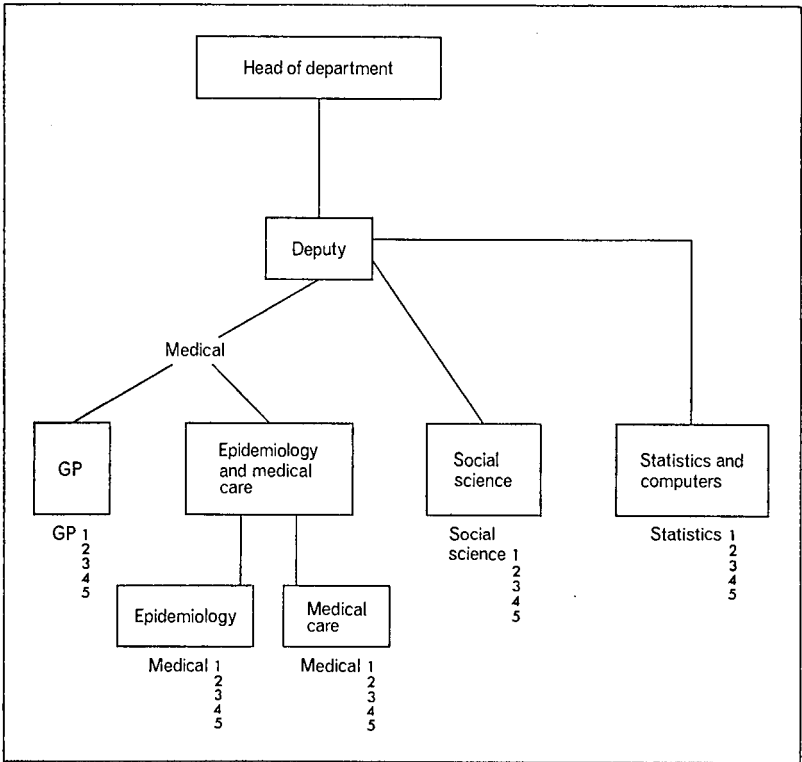 Head of department
Deputy
Medical
GP
Epidemiology
and medical
care
Social
science
Statistics and
computers
GP 1
2
3
4
5
Social
science 1
2
3
4
5
Statistics 1
2
3
4
5
Epidemiology
Medical
care
Medical 1
2
3
4
5
Medical 1
2
3
4
5